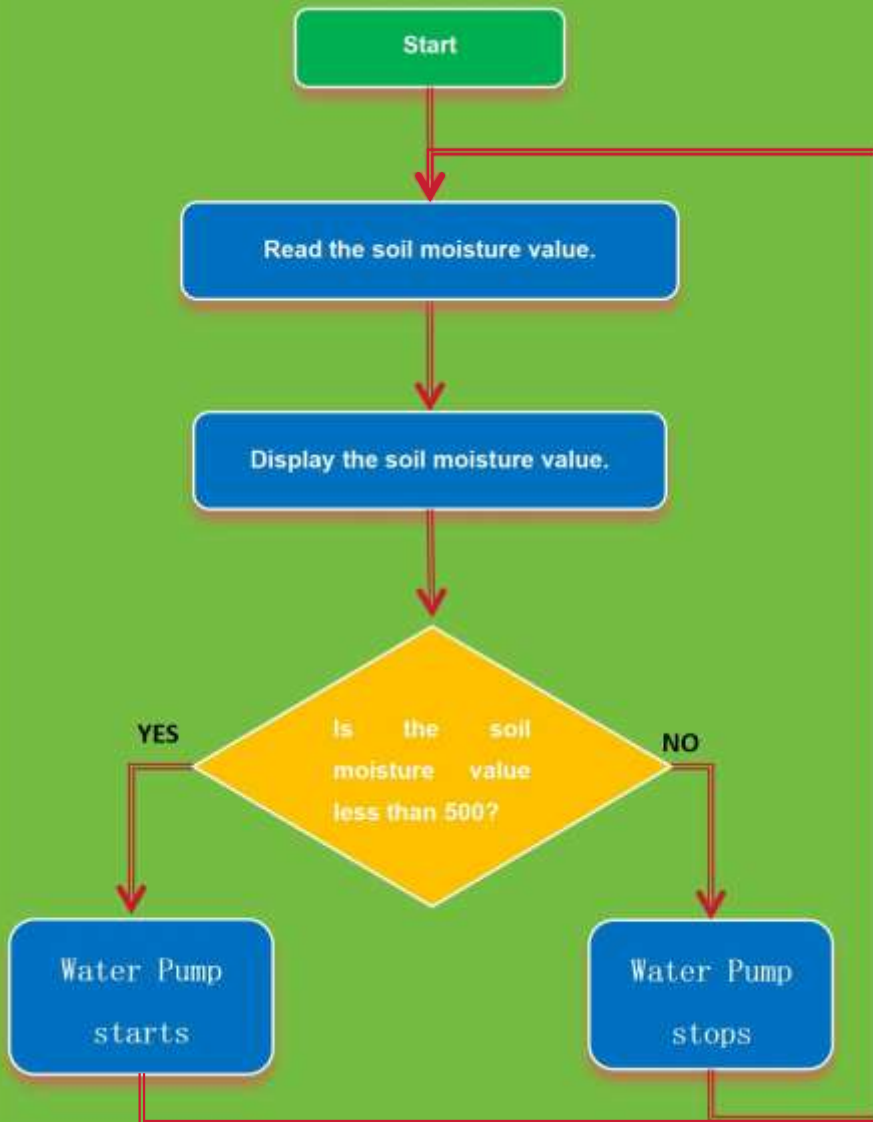 Start
Read the soil moisture value.
Display the soil moisture value.
YES
Is the soil
moisture value
less than 500?
NO
Water Pump
starts
Water Pump
stops